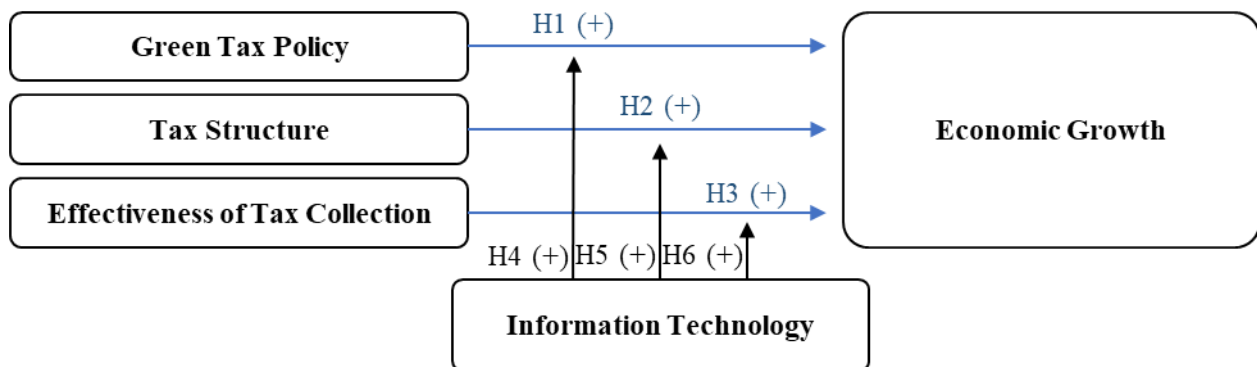 Green Tax Policy
H1 (+)
Tax Structure
H2 (+)
Economic Growth
Effectiveness of Tax Collection
H3 (+)
H4 (+)
H5 (+)
H6 (+)
Information Technology